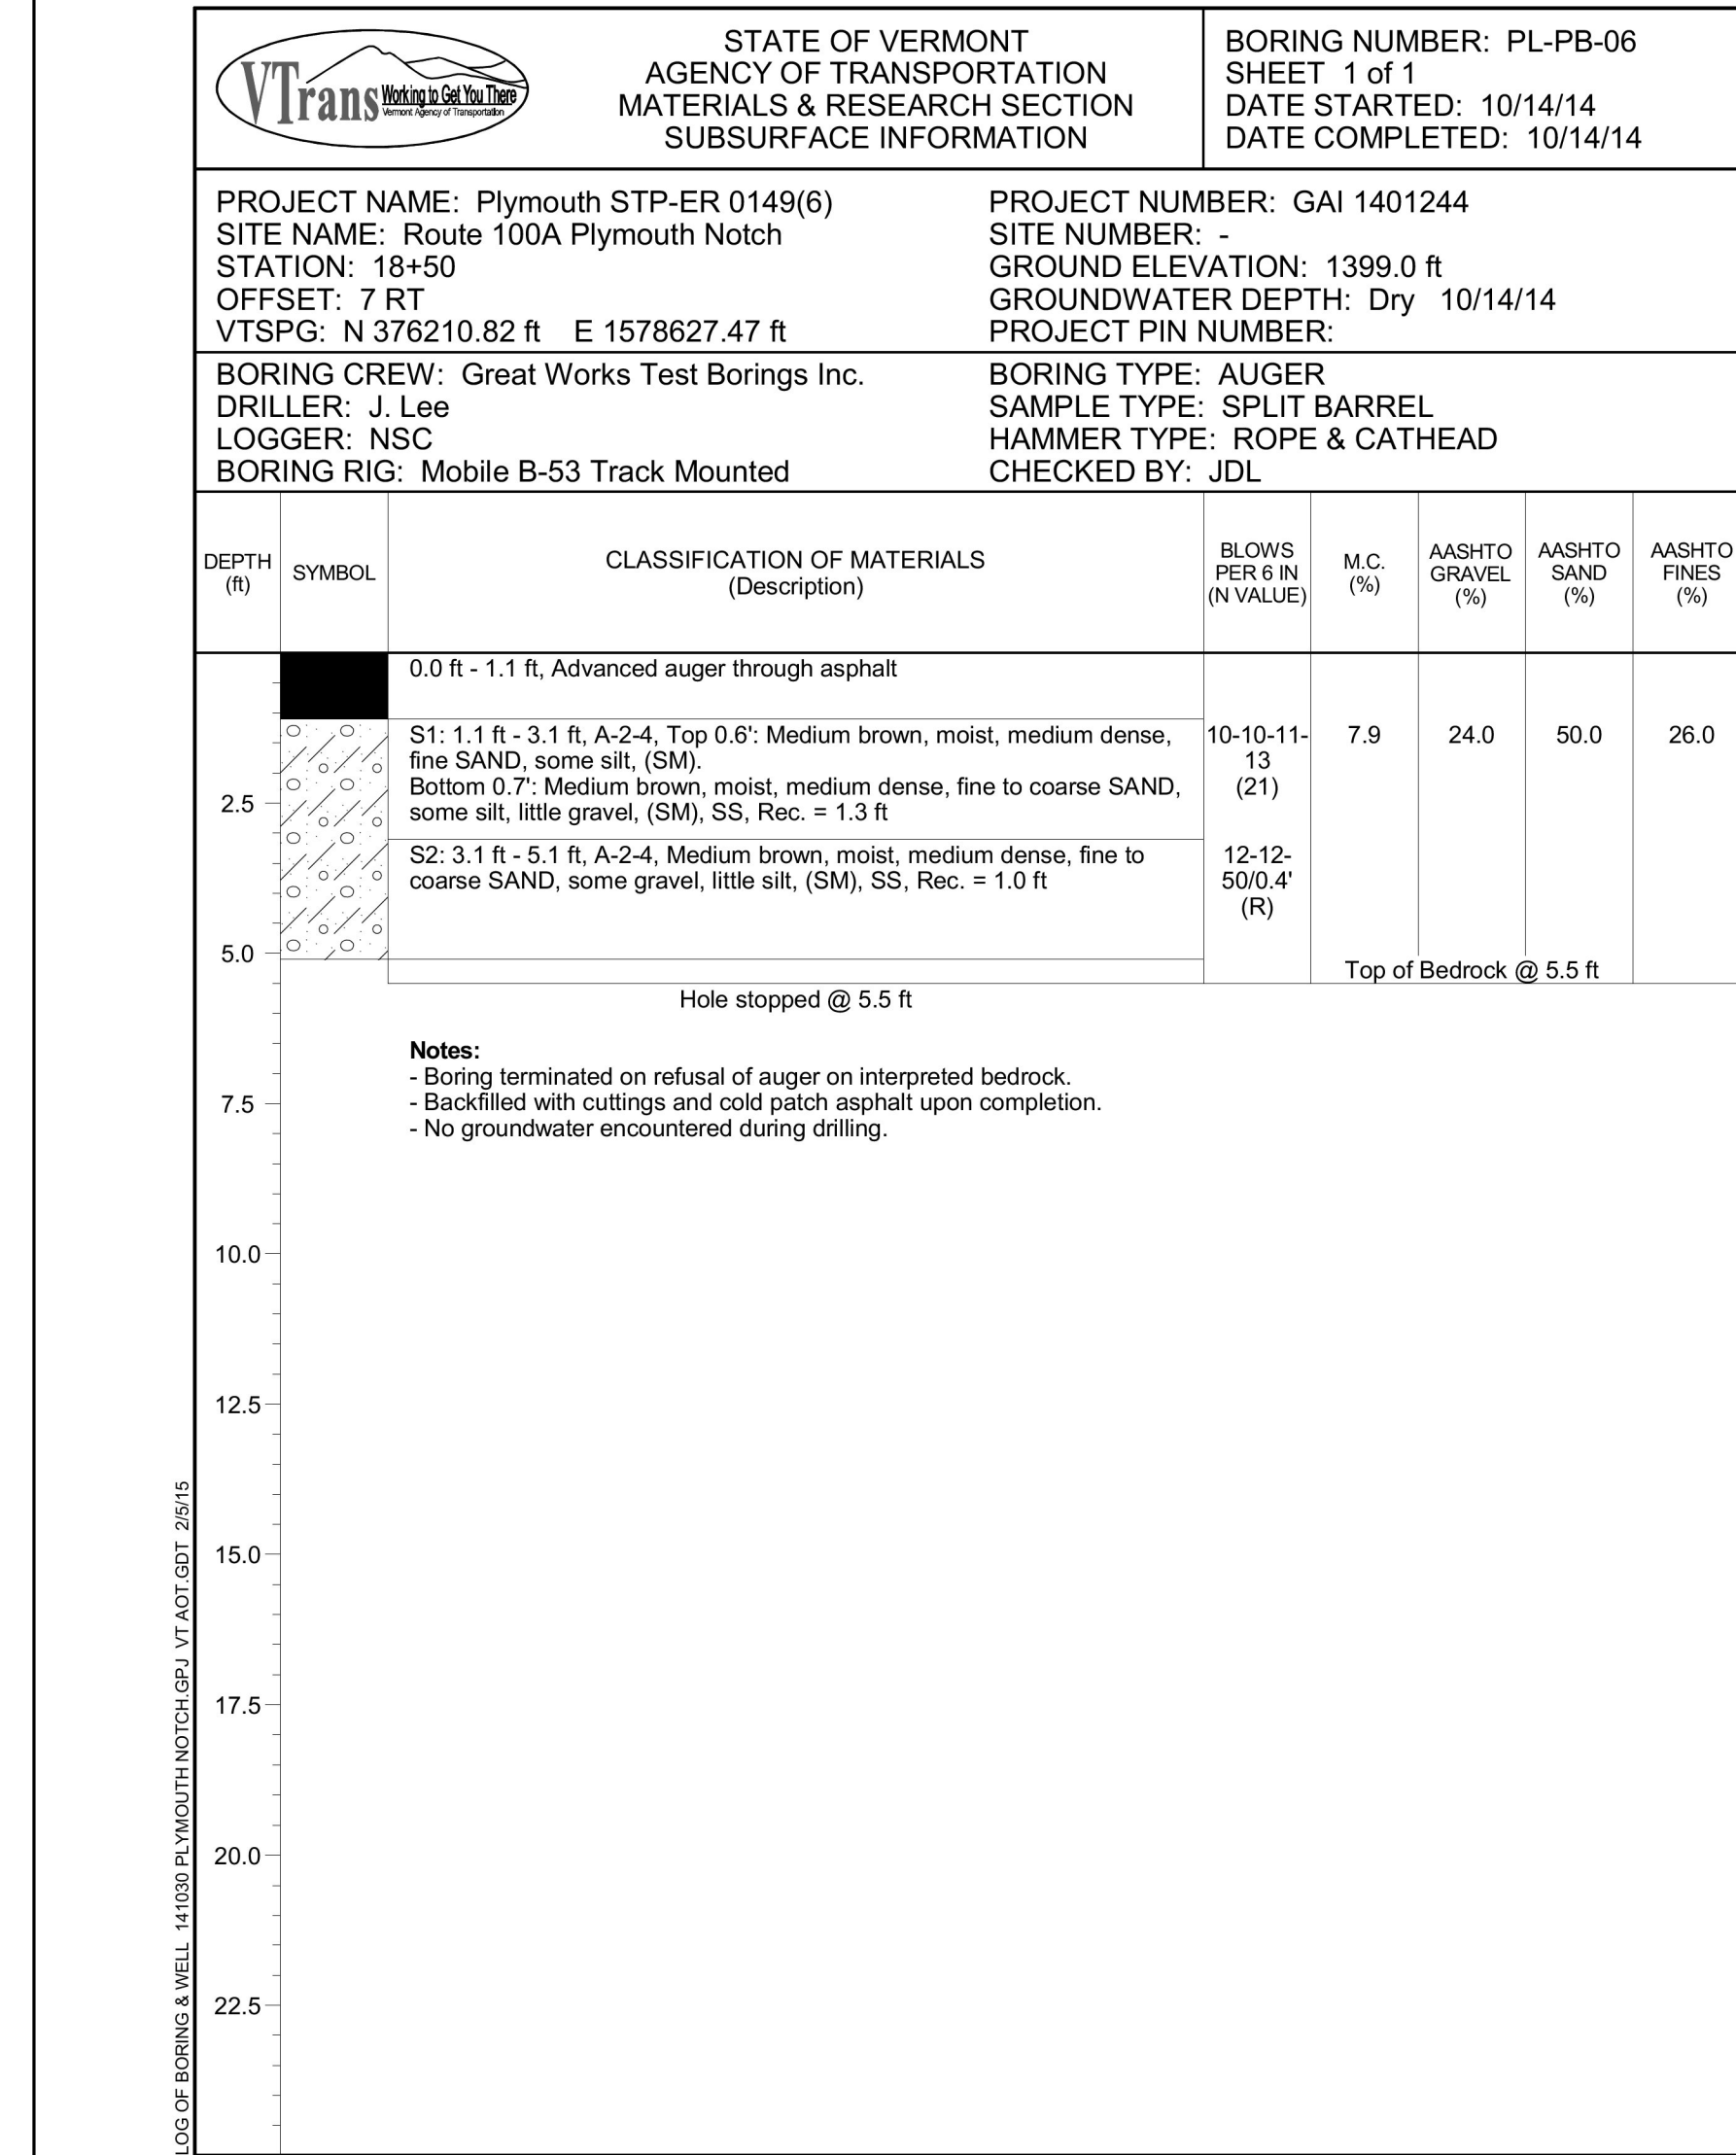 VTrans Working to Get You There
Vermont Agency of Transportation
STATE OF VERMONT
AGENCY OF TRANSPORTATION
MATERIALS & RESEARCH SECTION
SUBSURFACE INFORMATION
BORING NUMBER: PL-PB-06
SHEET 1 of 1
DATE STARTED: 10/14/14
DATE COMPLETED: 10/14/14
PROJECT NAME: Plymouth STP-ER 0149(6)
SITE NAME: Route 100A Plymouth Notch
STATION: 18+50
OFFSET: 7 RT
VTSPG: N 376210.82 ft E 1578627.47 ft
PROJECT NUMBER: GAI 1401244
SITE NUMBER: -
GROUND ELEVATION: 1399.0 ft
GROUNDWATER DEPTH: Dry 10/14/14
PROJECT PIN NUMBER:
BORING CREW: Great Works Test Borings Inc.
DRILLER: J. Lee
LOGGER: NSC
BORING RIG: Mobile B-53 Track Mounted
BORING TYPE: AUGER
SAMPLE TYPE: SPLIT BARREL
HAMMER TYPE: ROPE & CATHEAD
CHECKED BY: JDL
DEPTH
(ft)
SYMBOL
CLASSIFICATION OF MATERIALS
(Description)
BLOWS
PER 6 IN
(N VALUE)
M.C.
(%)
AASHTO
GRAVEL
(%)
AASHTO
SAND
(%)
AASHTO
FINES
(%)
0.0 ft - 1.1 ft, Advanced auger through asphalt
S1: 1.1 ft - 3.1 ft, A-2-4, Top 0.6': Medium brown, moist, medium dense,
fine SAND, some silt, (SM).
Bottom 0.7': Medium brown, moist, medium dense, fine to coarse SAND,
some silt, little gravel, (SM), SS, Rec. = 1.3 ft
10-10-11-
13
(21)
7.9
24.0
50.0
26.0
2.5
S2: 3.1 ft - 5.1 ft, A-2-4, Medium brown, moist, medium dense, fine to
coarse SAND, some gravel, little silt, (SM), SS, Rec. = 1.0 ft
12-12-
50/0.4'
(R)
5.0
Top of Bedrock @ 5.5 ft
Hole stopped @ 5.5 ft
Notes:
- Boring terminated on refusal of auger on interpreted bedrock.
- Backfilled with cuttings and cold patch asphalt upon completion.
- No groundwater encountered during drilling.
7.5
10.0
12.5
15.0
17.5
20.0
22.5
LOG OF BORING & WELL 141030 PLYMOUTH NOTCH.GPJ VT AOT.GDT 2/5/15